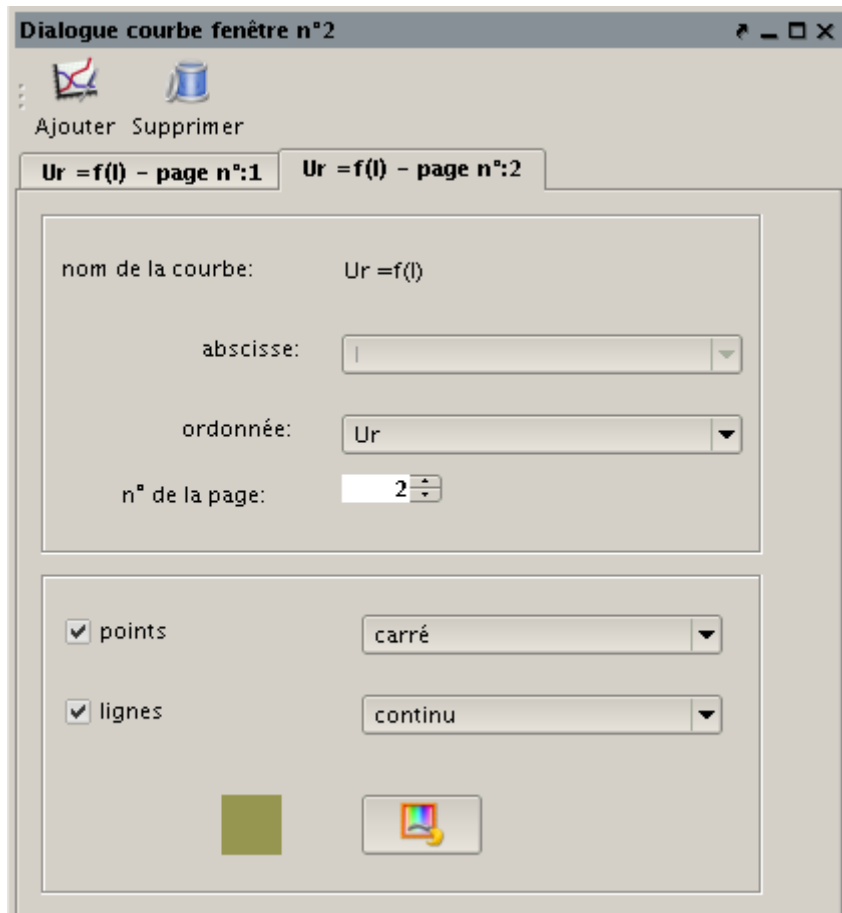 Dialogue courbe fenêtre n°2
Ajouter Supprimer
Ur =f(I) – page n°:1
Ur =f(I) – page n°:2
nom de la courbe: Ur =f(I)
abscisse: I
ordonnée: Ur
n° de la page: 2
points carré
lignes continu